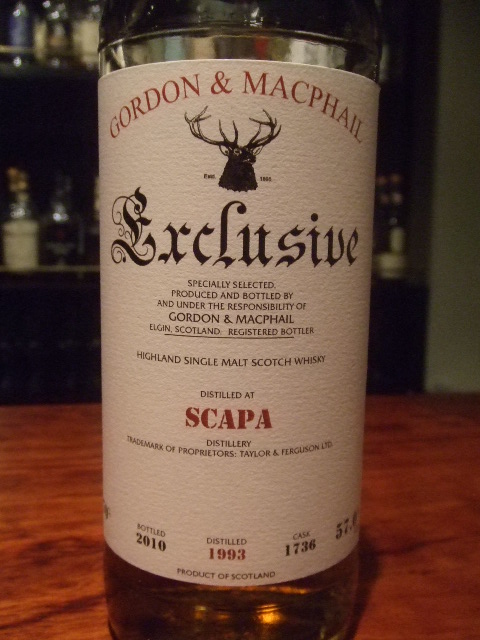 GORDON & MACPHAIL
ESTD. 1895
Exclusive
SPECIALLY SELECTED,
PRODUCED AND BOTTLED BY
AND UNDER THE RESPONSIBILITY OF
GORDON & MACPHAIL
ELGIN, SCOTLAND. REGISTERED BOTTLER
HIGHLAND SINGLE MALT SCOTCH WHISKY
DISTILLED AT
SCAPA
DISTILLERY
TRADEMARK OF PROPRIETORS: TAYLOR & FERGUSON LTD.
BOTTLED
2010
DISTILLED
1993
CASK
1736
PRODUCT OF SCOTLAND